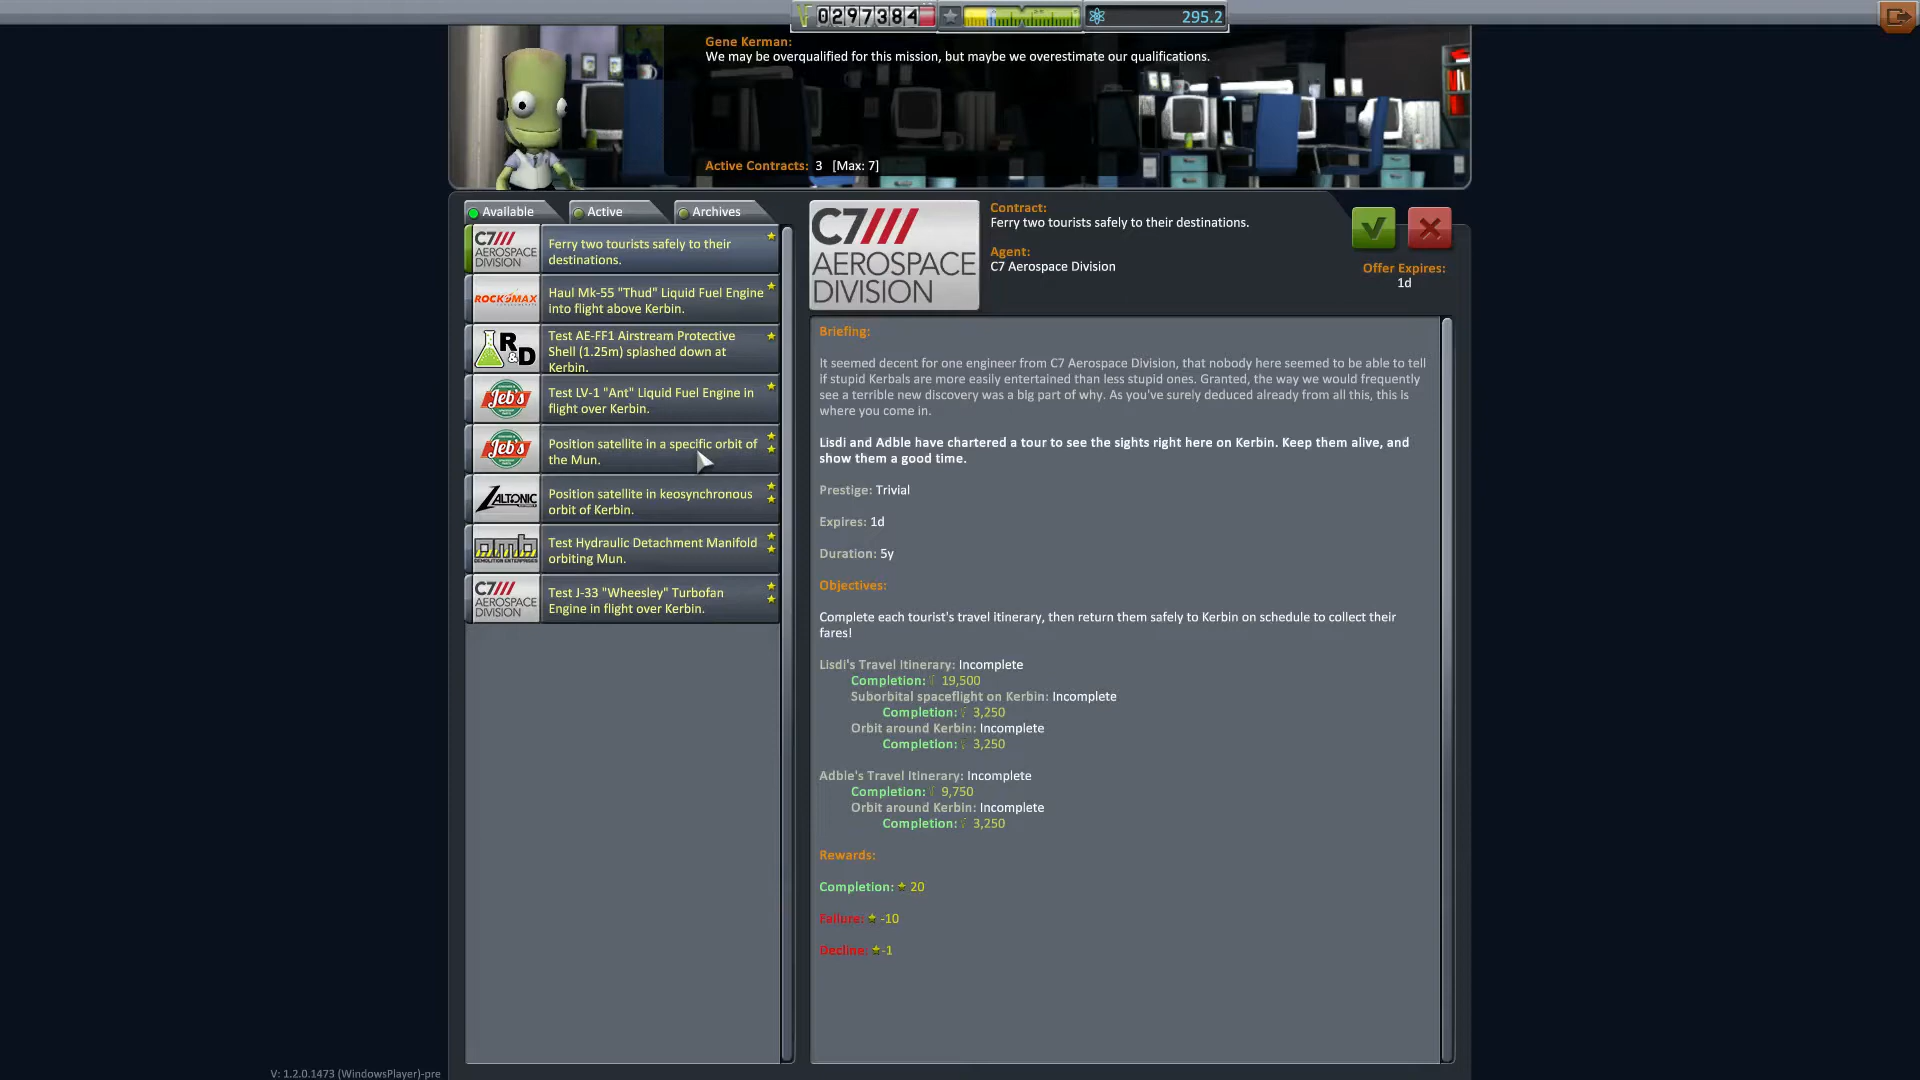 0297384
295.2
Gene Kerman:
We may be overqualified for this mission, but maybe we overestimate our qualifications.
Active Contracts: 3 [Max: 7]
Available
Active
Archives
C7 AEROSPACE DIVISION
Ferry two tourists safely to their
destinations.
ROCKOMAX
Haul Mk-55 "Thud" Liquid Fuel Engine
into flight above Kerbin.
R&D
Test AE-FF1 Airstream Protective
Shell (1.25m) splashed down at
Kerbin.
Jeb's
Test LV-1 "Ant" Liquid Fuel Engine in
flight over Kerbin.
Jeb's
Position satellite in a specific orbit of
the Mun.
ZALTONIC
Position satellite in keosynchronous
orbit of Kerbin.
OMB
DEMOLITION ENTERPRISES
Test Hydraulic Detachment Manifold
orbiting Mun.
C7 AEROSPACE DIVISION
Test J-33 "Wheesley" Turbofan
Engine in flight over Kerbin.
C7
AEROSPACE
DIVISION
Contract:
Ferry two tourists safely to their destinations.
Agent:
C7 Aerospace Division
Offer Expires:
1d
Briefing:
It seemed decent for one engineer from C7 Aerospace Division, that nobody here seemed to be able to tell
if stupid Kerbals are more easily entertained than less stupid ones. Granted, the way we would frequently
see a terrible new discovery was a big part of why. As you've surely deduced already from all this, this is
where you come in.
Lisdi and Adble have chartered a tour to see the sights right here on Kerbin. Keep them alive, and
show them a good time.
Prestige: Trivial
Expires: 1d
Duration: 5y
Objectives:
Complete each tourist's travel itinerary, then return them safely to Kerbin on schedule to collect their
fares!
Lisdi's Travel Itinerary: Incomplete
Completion: 19,500
Suborbital spaceflight on Kerbin: Incomplete
Completion: 3,250
Orbit around Kerbin: Incomplete
Completion: 3,250
Adble's Travel Itinerary: Incomplete
Completion: 9,750
Orbit around Kerbin: Incomplete
Completion: 3,250
Rewards:
Completion: 20
Failure: -10
Decline: -1
V: 1.2.0.1473 (WindowsPlayer)-pre